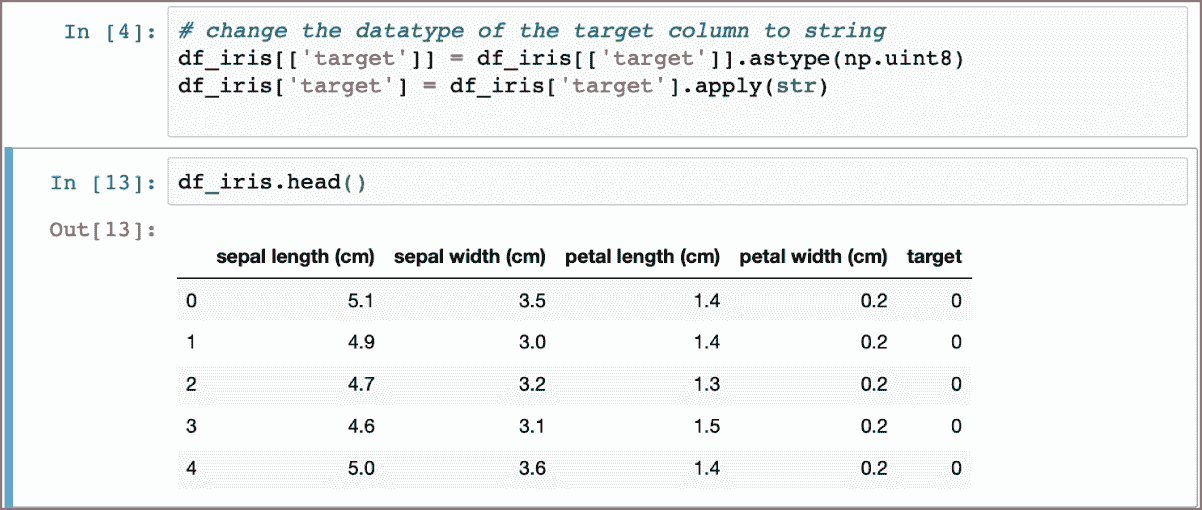 In [4]: # change the datatype of the target column to string
df_iris[['target']] = df_iris[['target']].astype(np.uint8)
df_iris['target'] = df_iris['target'].apply(str)
In [13]: df_iris.head()
Out[13]:
sepal length (cm) sepal width (cm) petal length (cm) petal width (cm) target
0 5.1 3.5 1.4 0.2 0
1 4.9 3.0 1.4 0.2 0
2 4.7 3.2 1.3 0.2 0
3 4.6 3.1 1.5 0.2 0
4 5.0 3.6 1.4 0.2 0